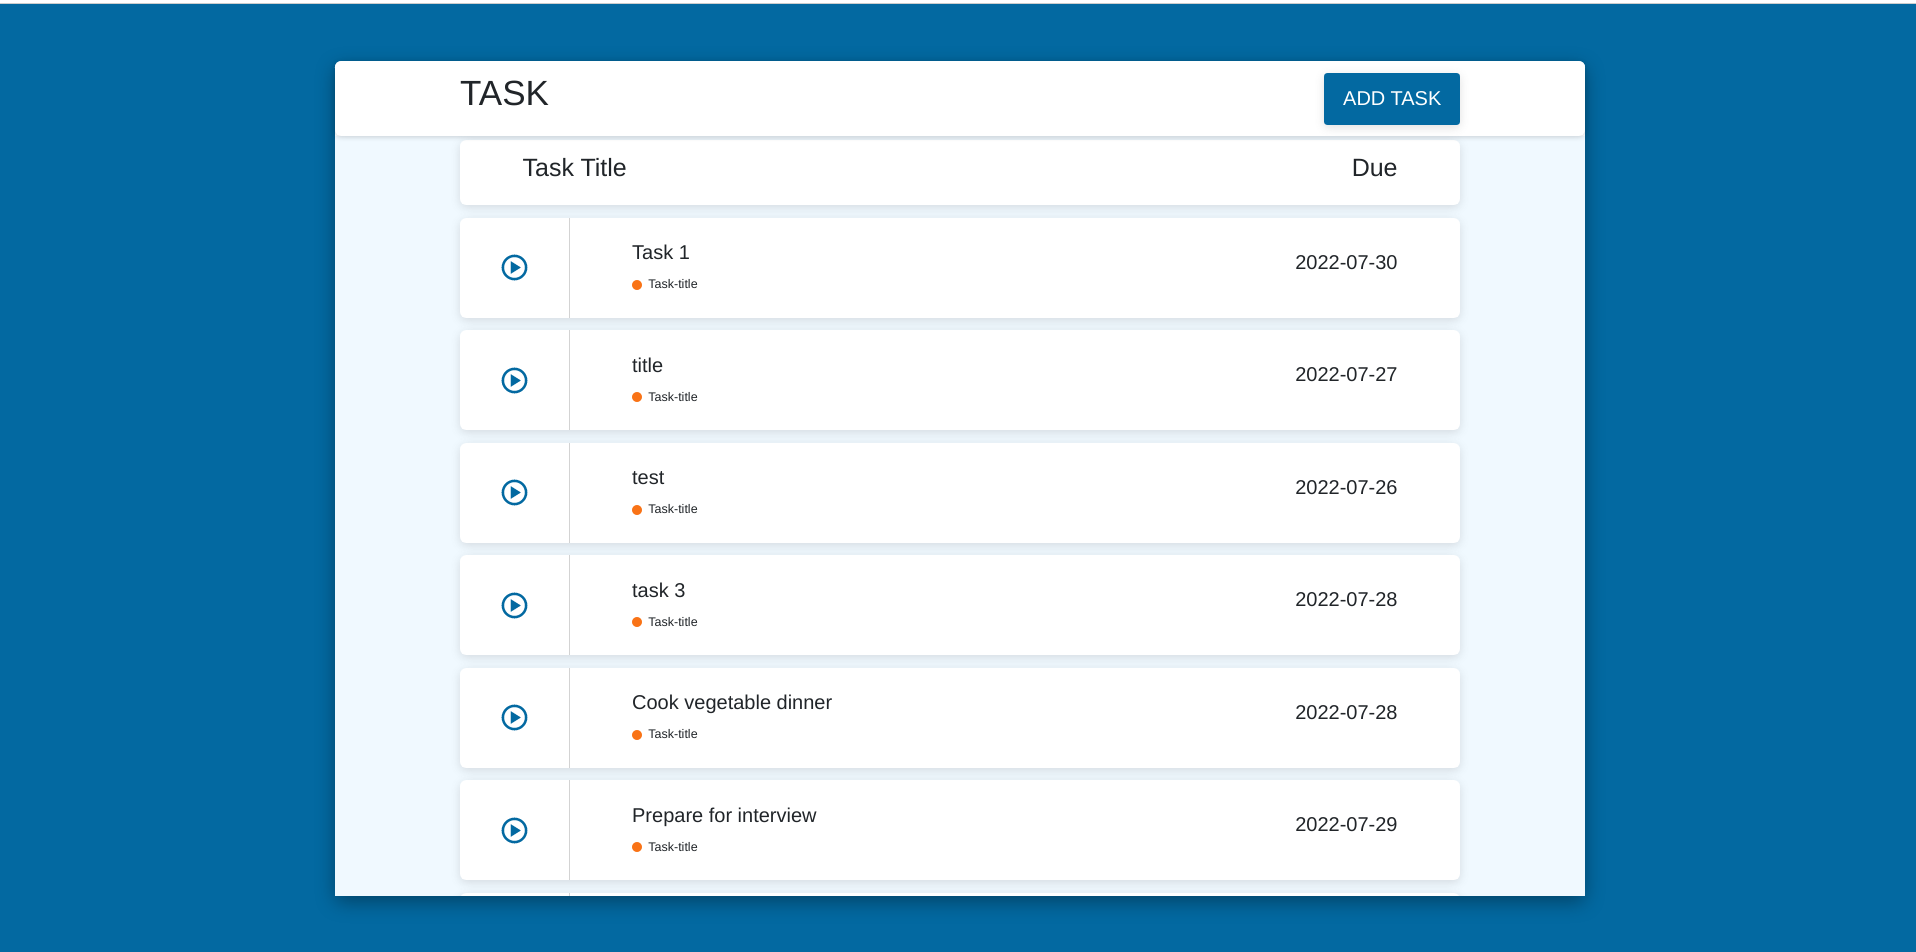 TASK
ADD TASK
Task Title
Due
Task 1
2022-07-30
Task-title
title
2022-07-27
Task-title
test
2022-07-26
Task-title
task 3
2022-07-28
Task-title
Cook vegetable dinner
2022-07-28
Task-title
Prepare for interview
2022-07-29
Task-title